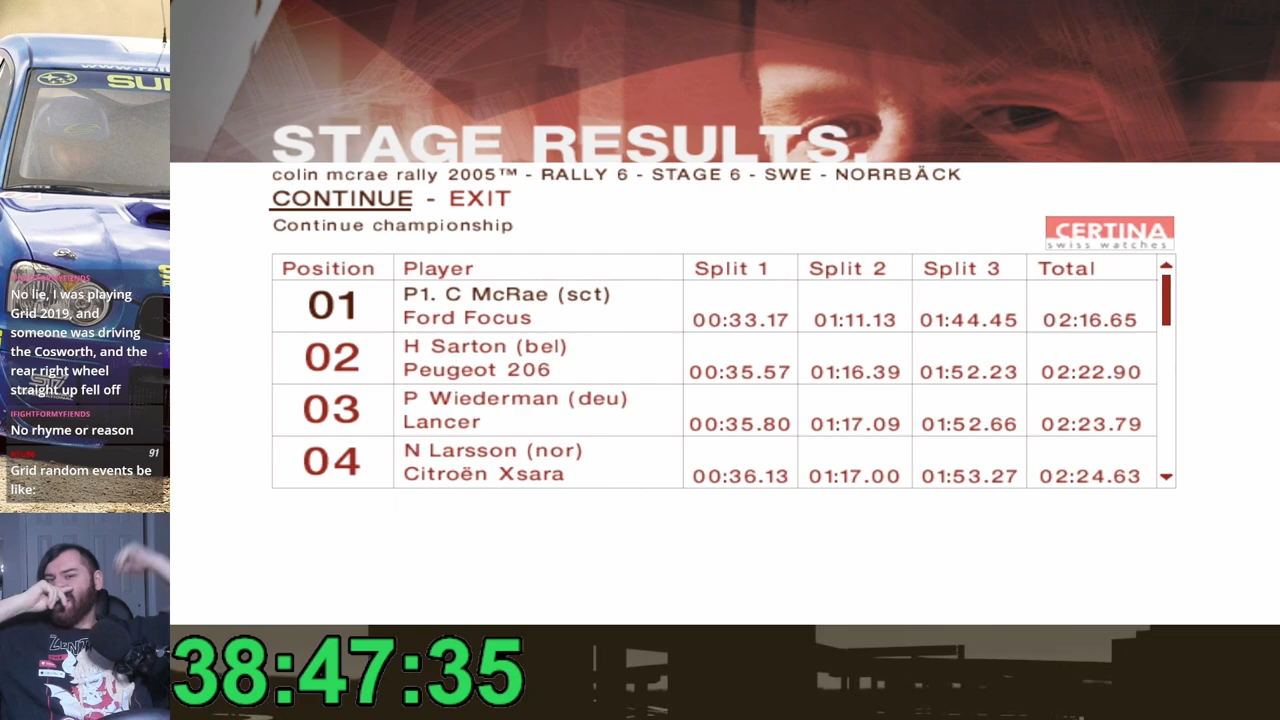 SU
IFIGHTFORMYFIENDS
No lie, I was playing
Grid 2019, and
someone was driving
the Cosworth, and the
rear right wheel
straight up fell off
IFIGHTFORMYFIENDS
No rhyme or reason
91
Grid random events be
like:
STAGE RESULTS.
colin mcrae rally 2005™ - RALLY 6 - STAGE 6 - SWE - NORRBÄCK
CONTINUE - EXIT
Continue championship
CERTINA
swiss watches
Position Player Split 1 Split 2 Split 3 Total
01 P1. C McRae (sct)
Ford Focus 00:33.17 01:11.13 01:44.45 02:16.65
02 H Sarton (bel)
Peugeot 206 00:35.57 01:16.39 01:52.23 02:22.90
03 P Wiederman (deu)
Lancer 00:35.80 01:17.09 01:52.66 02:23.79
04 N Larsson (nor)
Citroën Xsara 00:36.13 01:17.00 01:53.27 02:24.63
38:47:35